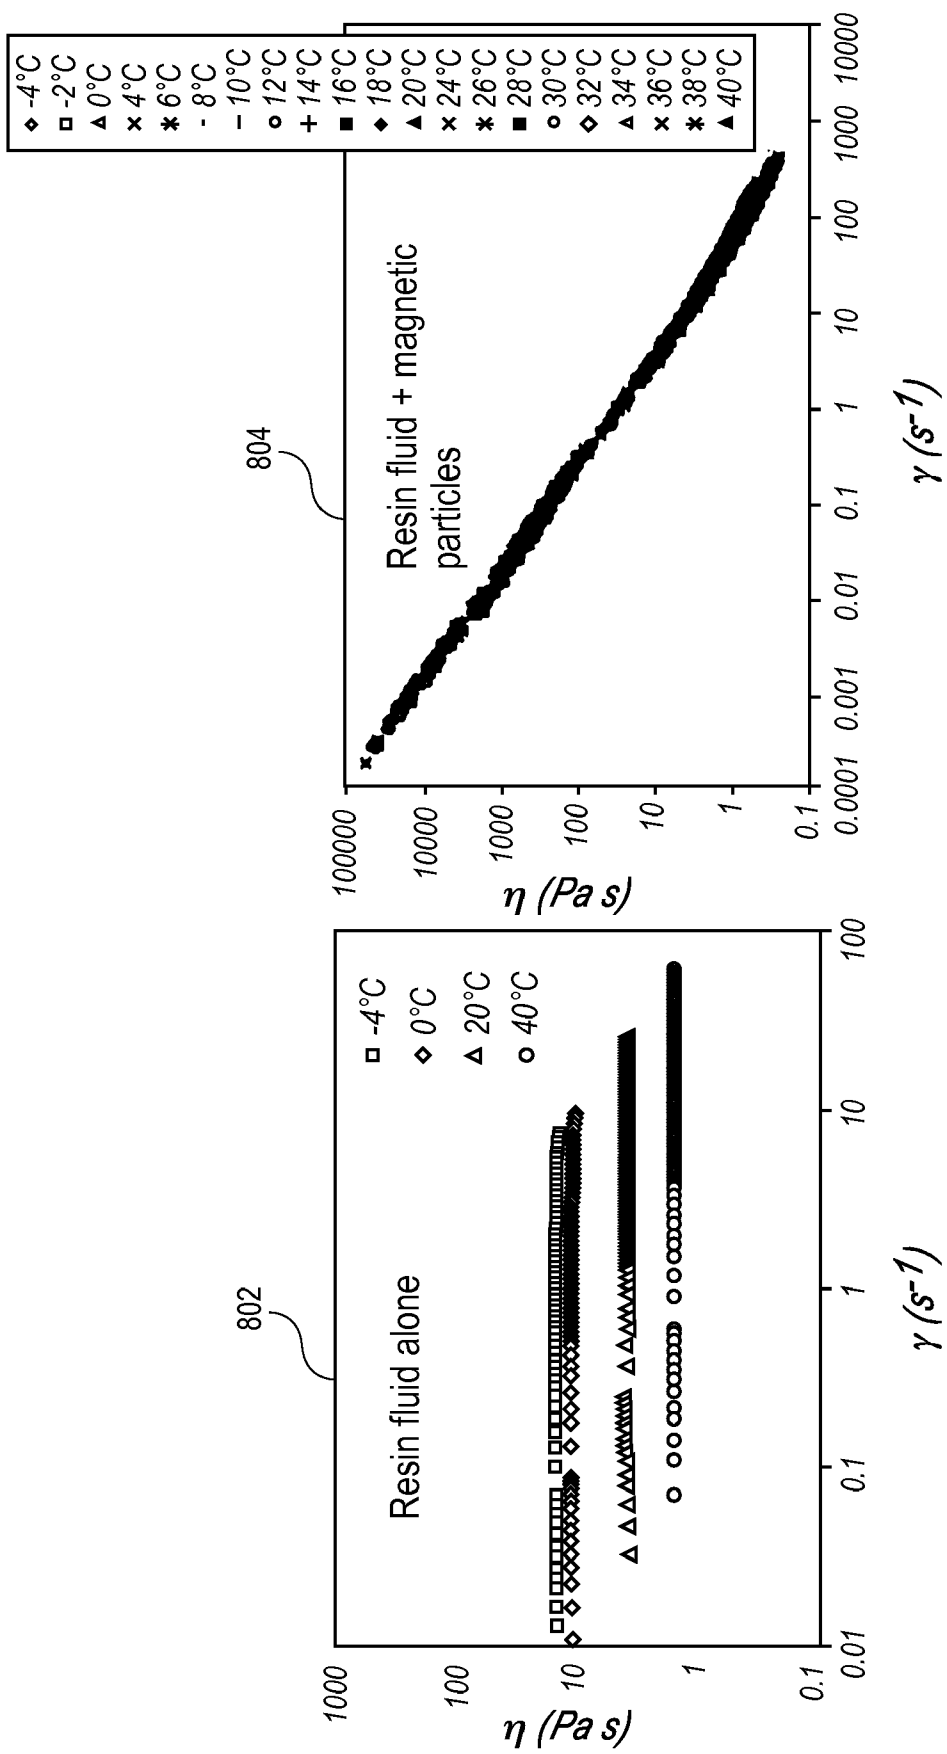 802
Resin fluid alone
-4°C
0°C
20°C
40°C
1000
100
10
1
0.1
η (Pa s)
0.01
0.1
1
10
100
γ (s⁻¹)
804
Resin fluid + magnetic
particles
-4°C
-2°C
0°C
4°C
6°C
8°C
10°C
12°C
14°C
16°C
18°C
20°C
24°C
26°C
28°C
30°C
32°C
34°C
36°C
38°C
40°C
100000
10000
1000
100
10
1
0.1
η (Pa s)
0.0001
0.001
0.01
0.1
1
10
100
1000
10000
γ (s⁻¹)